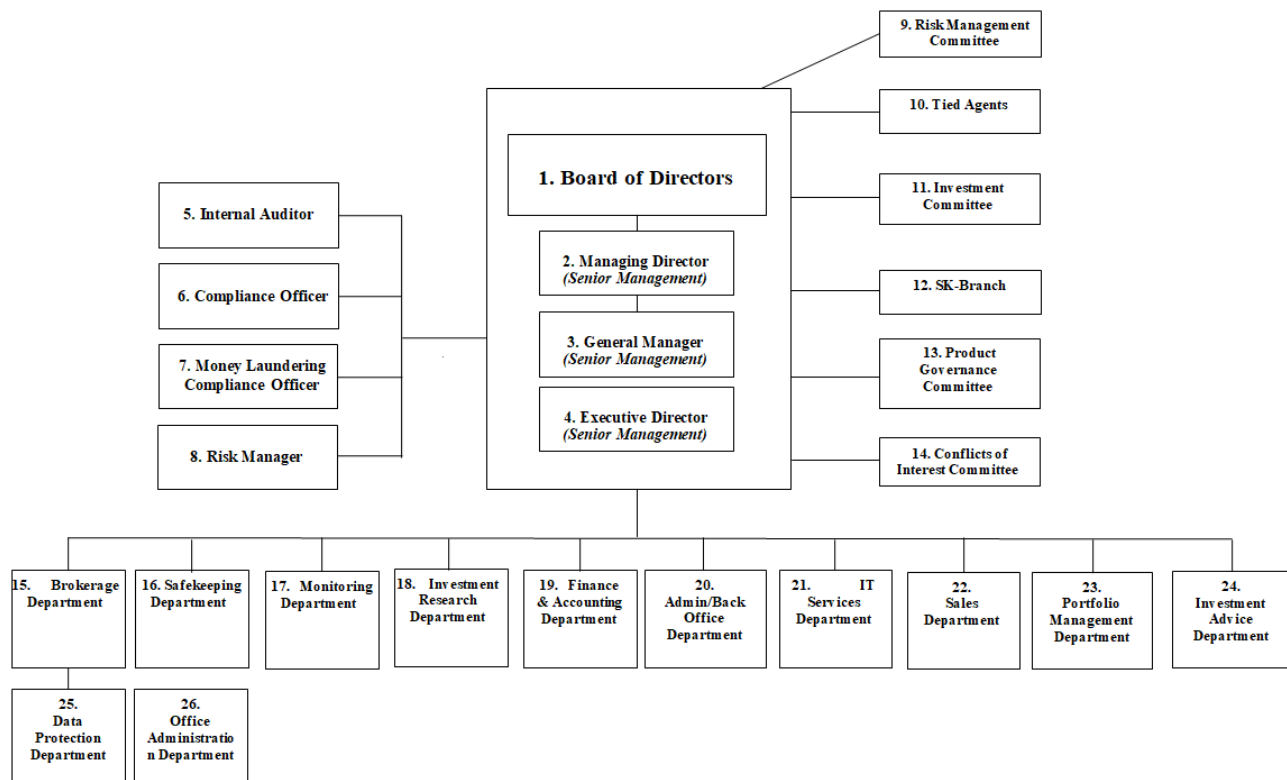 1. Board of Directors
2. Managing Director
(Senior Management)
3. General Manager
(Senior Management)
4. Executive Director
(Senior Management)
5. Internal Auditor
6. Compliance Officer
7. Money Laundering
Compliance Officer
8. Risk Manager
9. Risk Management
Committee
10. Tied Agents
11. Investment
Committee
12. SK-Branch
13. Product
Governance
Committee
14. Conflicts of
Interest Committee
15. Brokerage
Department
16. Safekeeping
Department
17. Monitoring
Department
18. Investment
Research
Department
19. Finance
& Accounting
Department
20.
Admin/Back
Office
Department
21. IT
Services
Department
22.
Sales
Department
23.
Portfolio
Management
Department
24.
Investment
Advice
Department
25.
Data
Protection
Department
26.
Office
Administratio
n Department